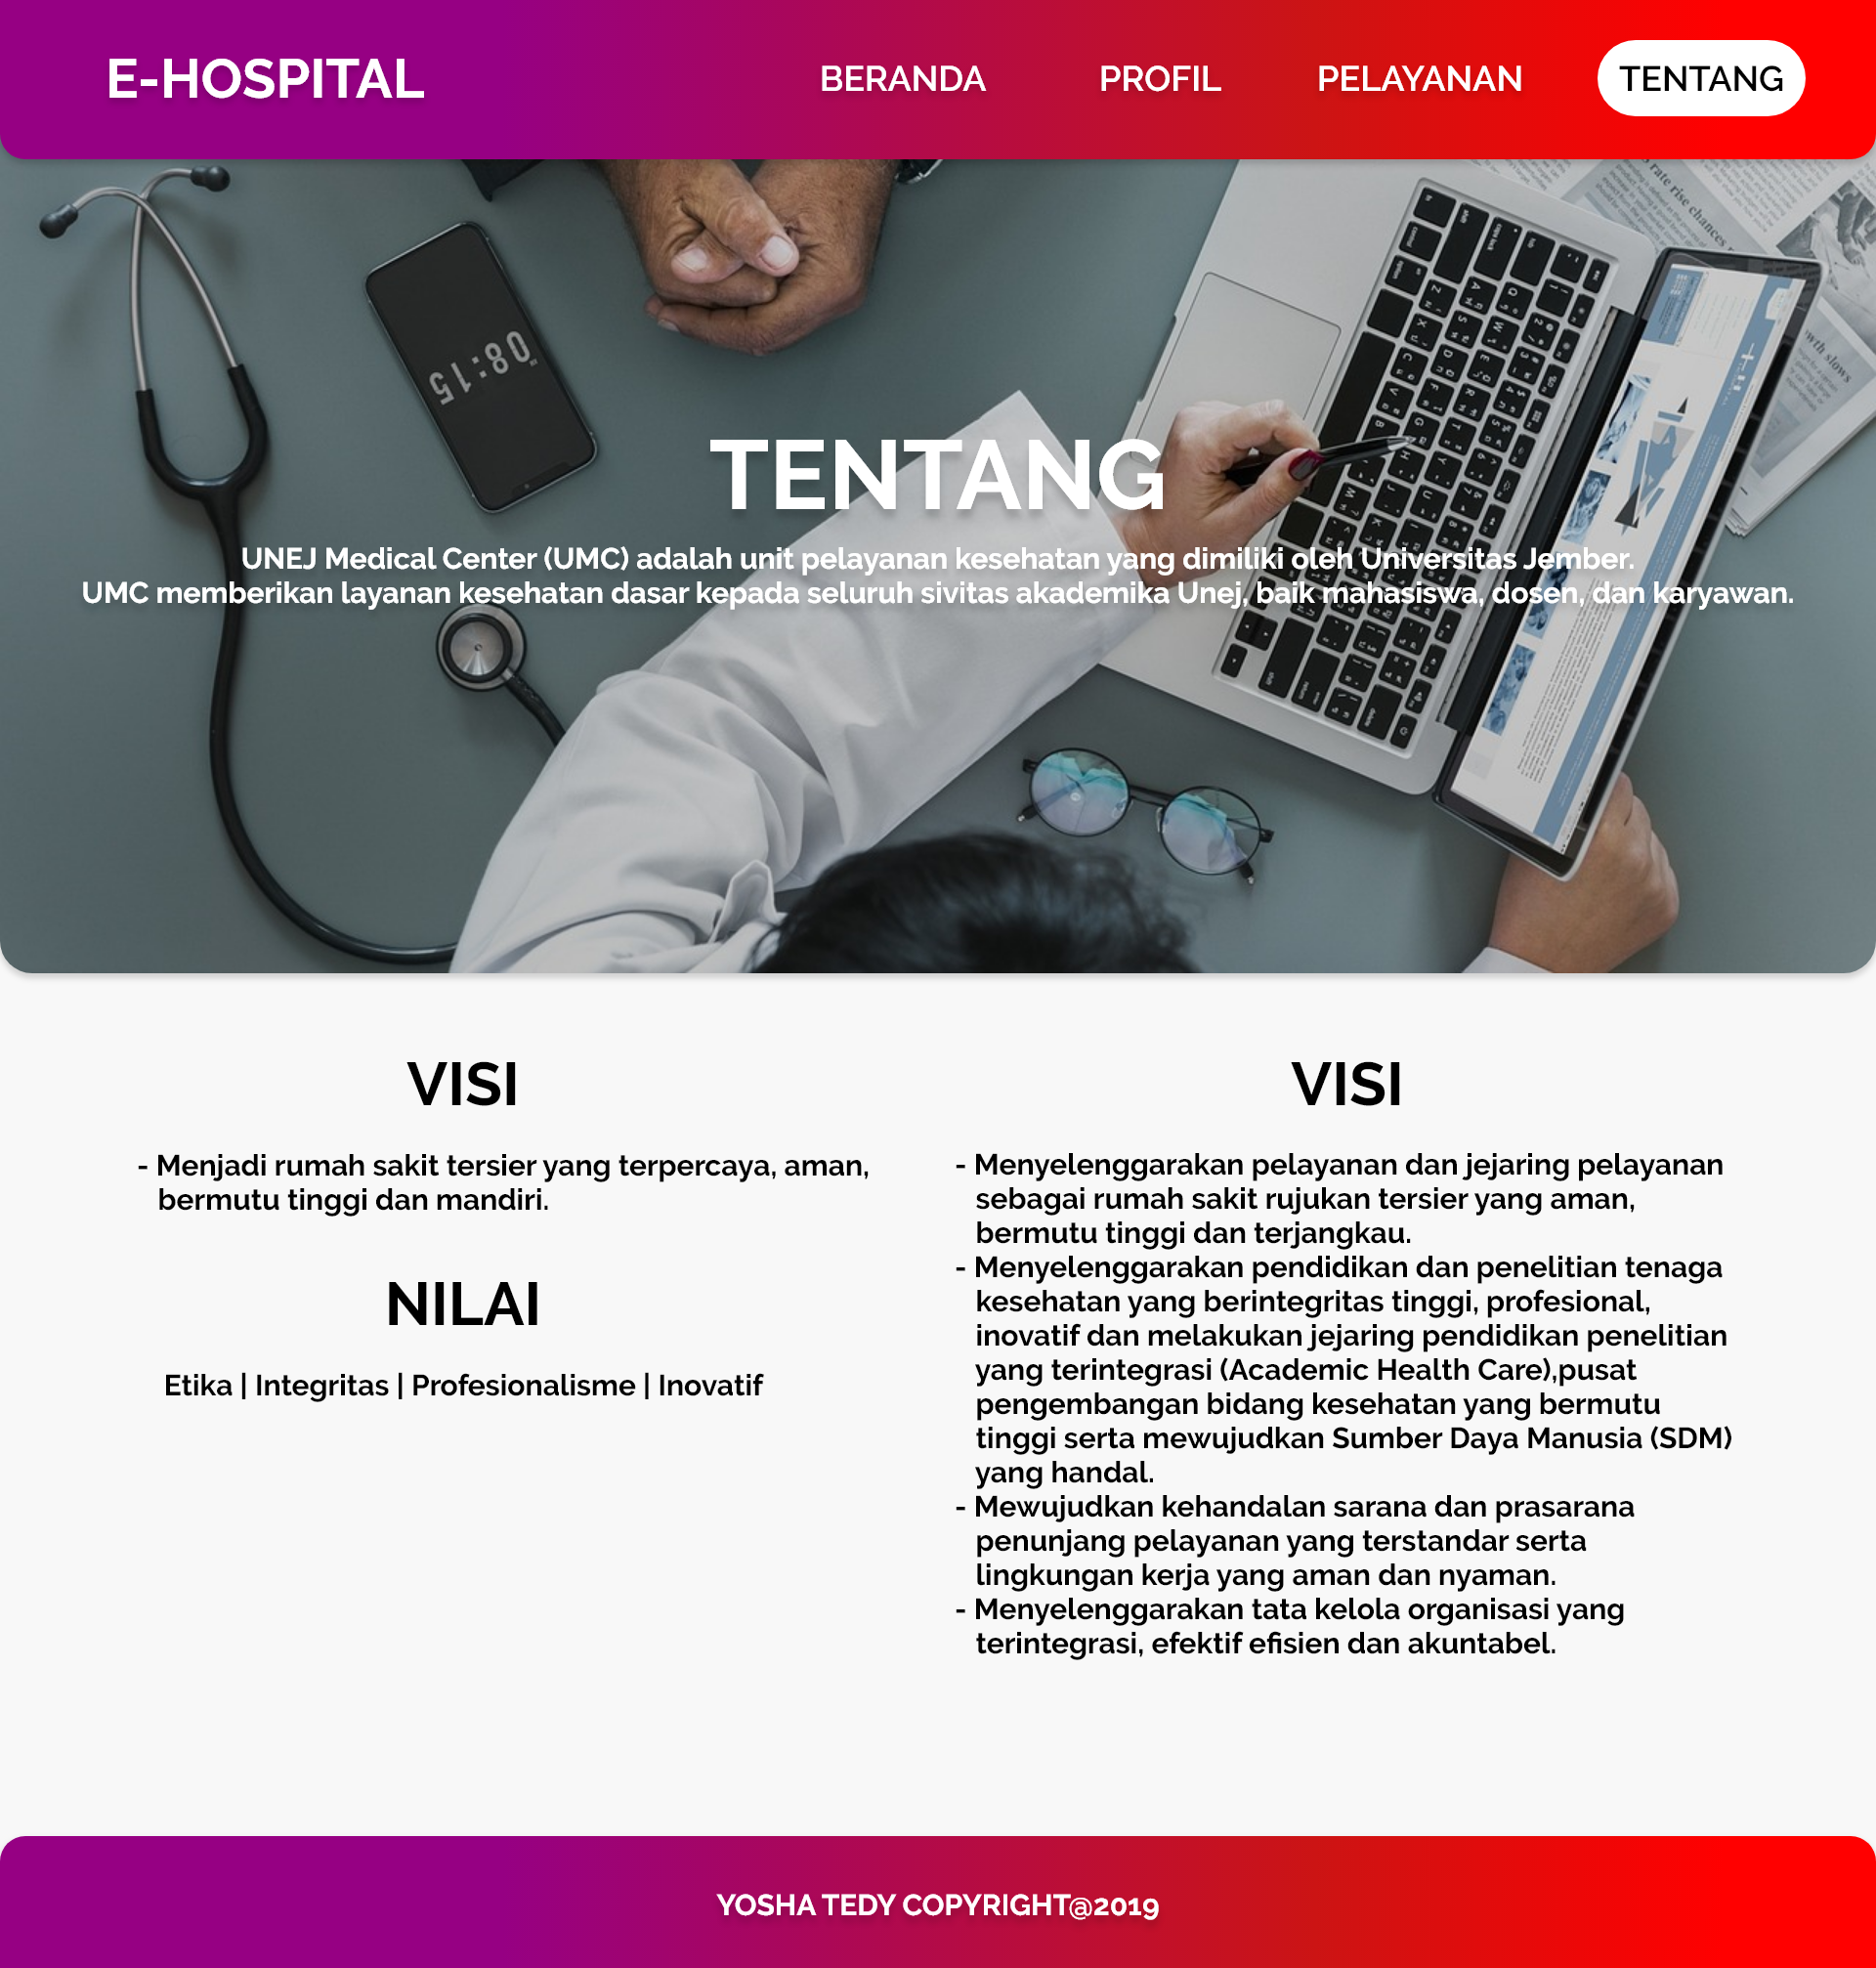 E-HOSPITAL
BERANDA
PROFIL
PELAYANAN
TENTANG
rate rise chances
wth slows
08:15
TENTANG
UNEJ Medical Center (UMC) adalah unit pelayanan kesehatan yang dimiliki oleh Universitas Jember.
UMC memberikan layanan kesehatan dasar kepada seluruh sivitas akademika Unej, baik mahasiswa, dosen, dan karyawan.
VISI
- Menjadi rumah sakit tersier yang terpercaya, aman,
bermutu tinggi dan mandiri.
NILAI
Etika | Integritas | Profesionalisme | Inovatif
VISI
- Menyelenggarakan pelayanan dan jejaring pelayanan
sebagai rumah sakit rujukan tersier yang aman,
bermutu tinggi dan terjangkau.
- Menyelenggarakan pendidikan dan penelitian tenaga
kesehatan yang berintegritas tinggi, profesional,
inovatif dan melakukan jejaring pendidikan penelitian
yang terintegrasi (Academic Health Care),pusat
pengembangan bidang kesehatan yang bermutu
tinggi serta mewujudkan Sumber Daya Manusia (SDM)
yang handal.
- Mewujudkan kehandalan sarana dan prasarana
penunjang pelayanan yang terstandar serta
lingkungan kerja yang aman dan nyaman.
- Menyelenggarakan tata kelola organisasi yang
terintegrasi, efektif efisien dan akuntabel.
YOSHA TEDY COPYRIGHT@2019